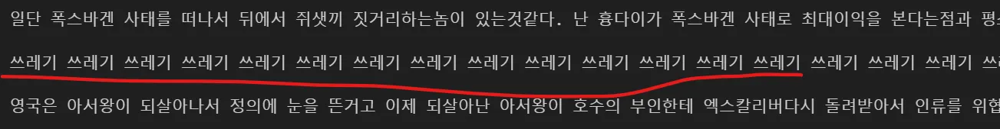 일단 폭스바겐 사태를 떠나서 뒤에서 쥐샛끼 짓거리하는놈이 있는것같다. 난 흉다이가 폭스바겐 사태로 최대이익을 본다는점과
쓰레기 쓰레기 쓰레기 쓰레기 쓰레기 쓰레기 쓰레기 쓰레기 쓰레기 쓰레기 쓰레기 쓰레기 쓰레기 쓰레기 쓰레기 쓰레기 쓰레기
영국은 아서왕이 되살아나서 정의에 눈을 뜬거고 이제 되살아난 아서왕이 호수의 부인한테 엑스칼리버다시 돌려받아서 인류를 위협